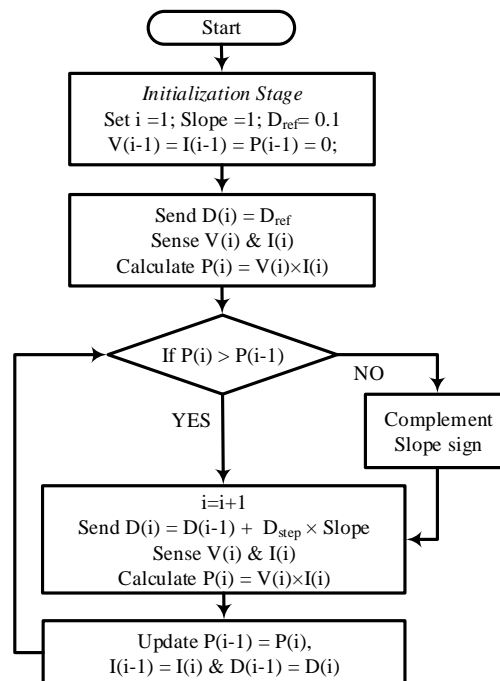 Start
Initialization Stage
Set i =1; Slope =1; Dref= 0.1
V(i-1) = I(i-1) = P(i-1) = 0;
Send D(i) = Dref
Sense V(i) & I(i)
Calculate P(i) = V(i)×I(i)
If P(i) > P(i-1)
NO
YES
Complement
Slope sign
i=i+1
Send D(i) = D(i-1) + Dstep × Slope
Sense V(i) & I(i)
Calculate P(i) = V(i)×I(i)
Update P(i-1) = P(i),
I(i-1) = I(i) & D(i-1) = D(i)